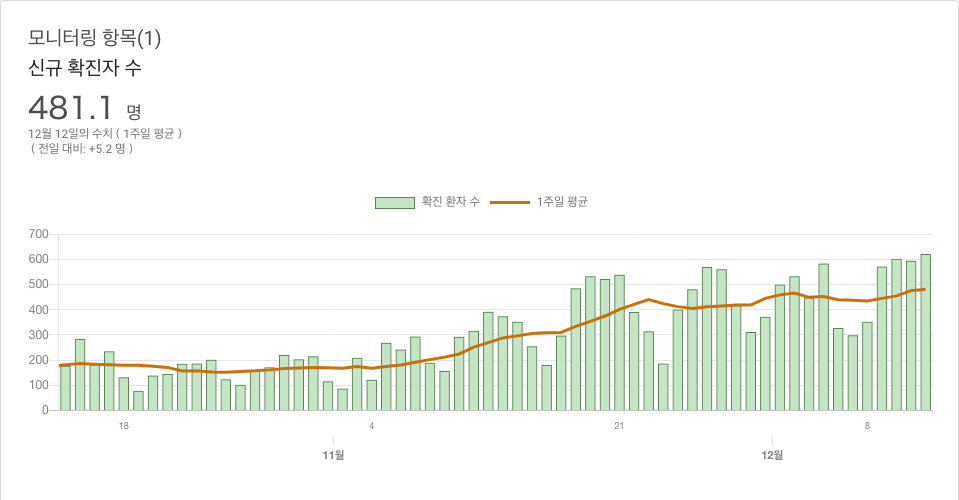 모니터링 항목(1)
신규 확진자 수
481.1 명
12월 12일의 수치 ( 1주일 평균 )
( 전일 대비: +5.2 명 )
확진 환자 수 1주일 평균
700
600
500
400
300
200
100
0
18 4 21 8
11월 12월